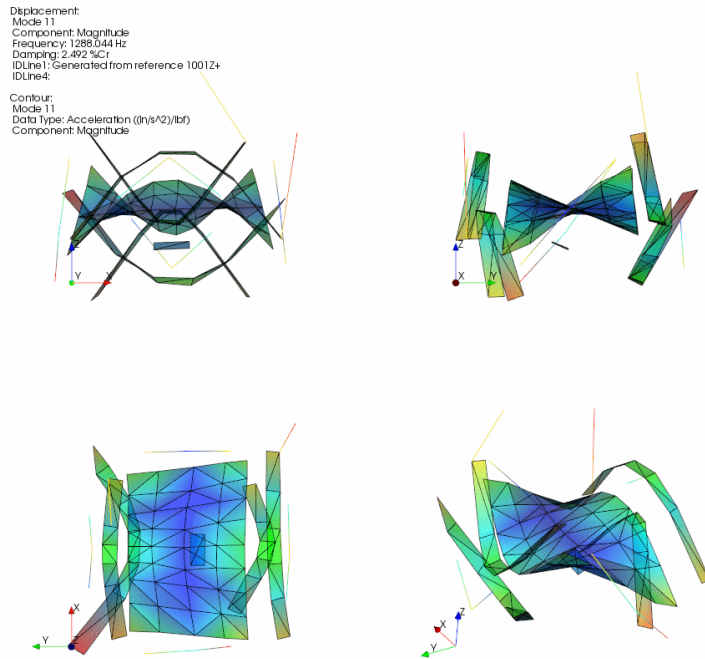 Displacement:
Mode 11
Component: Magnitude
Frequency: 1288.044 Hz
Damping: 2.492 %Cr
IDLine1: Generated from reference 1001Z+
IDLine4:
Contour:
Mode 11
Data Type: Acceleration ((in/s^2)/lbf)
Component: Magnitude
Z
Y
X
Z
X
Y
X
Y
Z
Z
X
Y